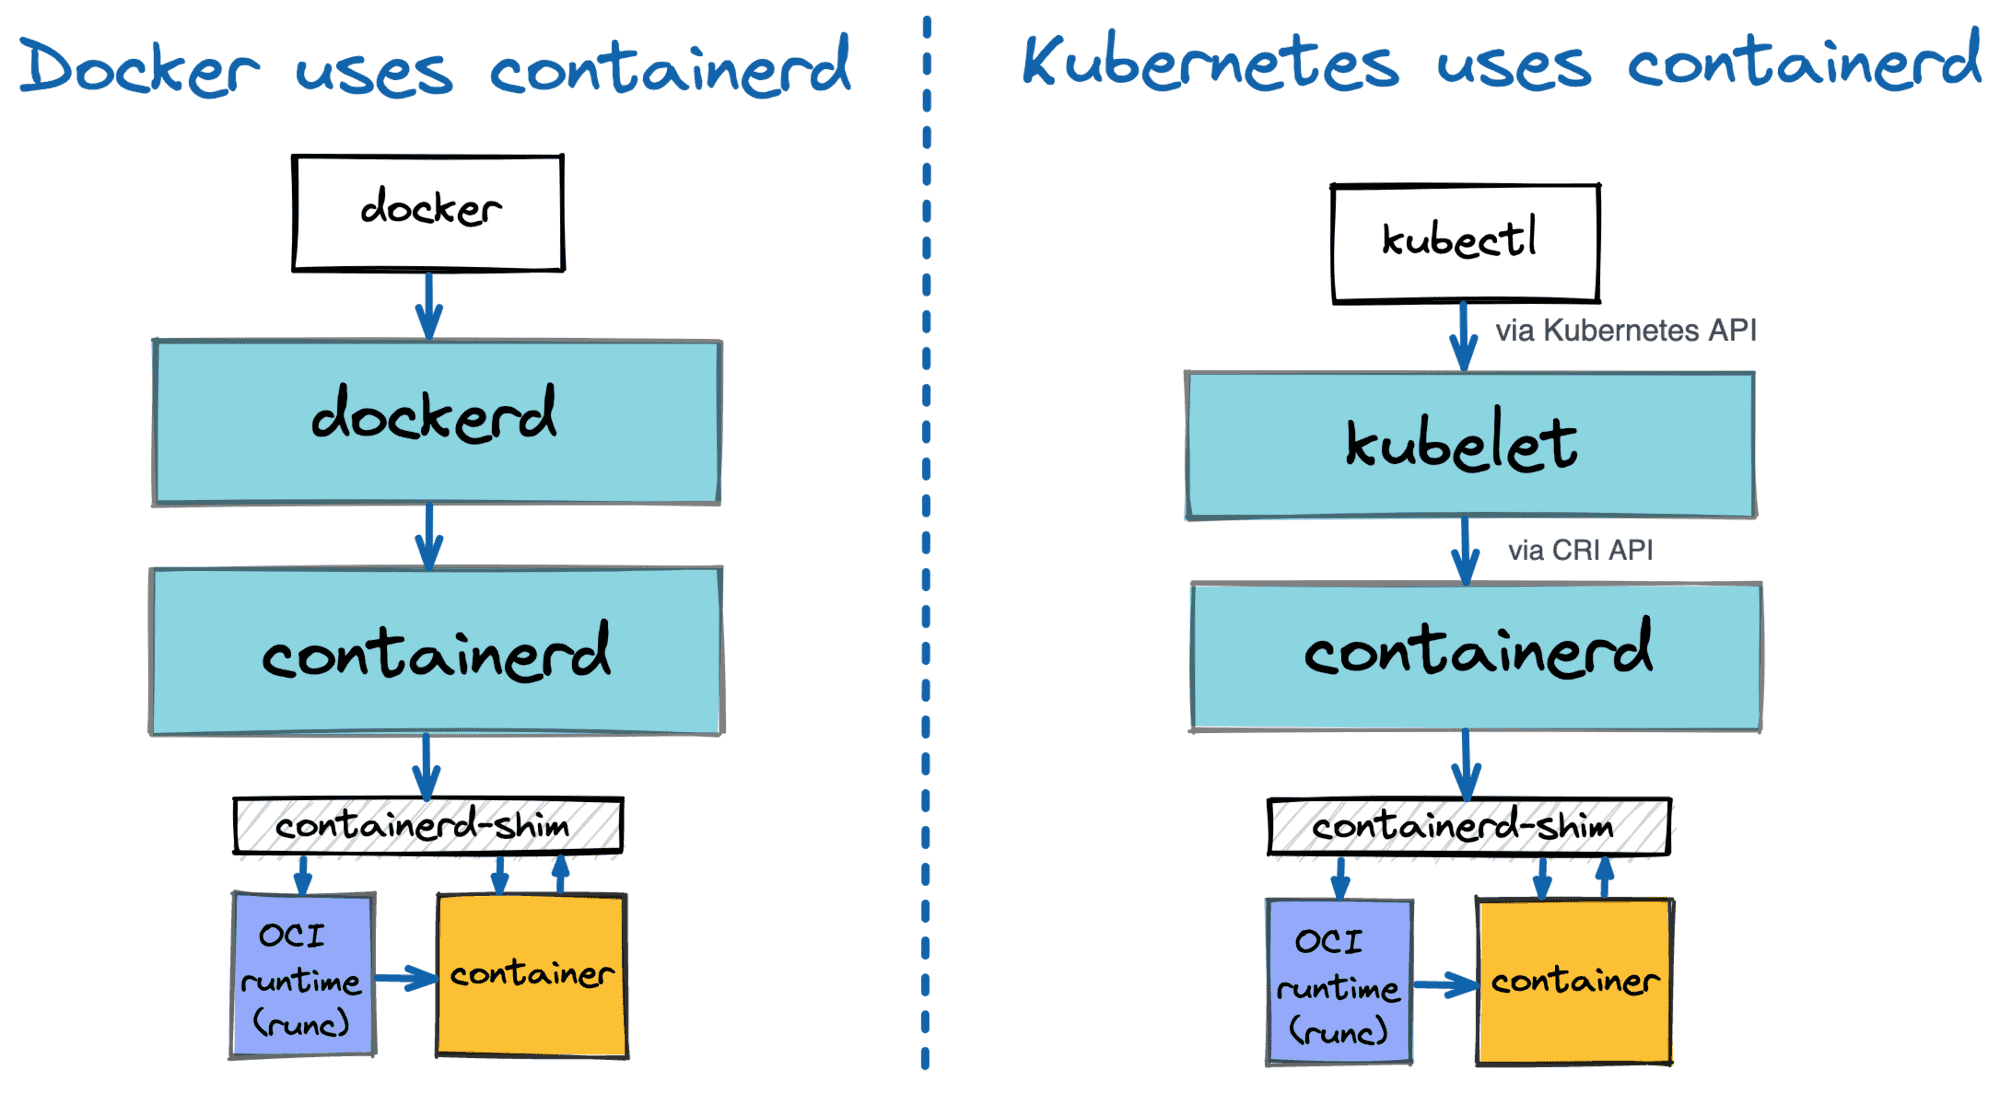 Docker uses containerd
docker
dockerd
containerd
containerd-shim
OCI
runtime
(runc)
container
Kubernetes uses containerd
kubectl
via Kubernetes API
kubelet
via CRI API
containerd
containerd-shim
OCI
runtime
(runc)
container